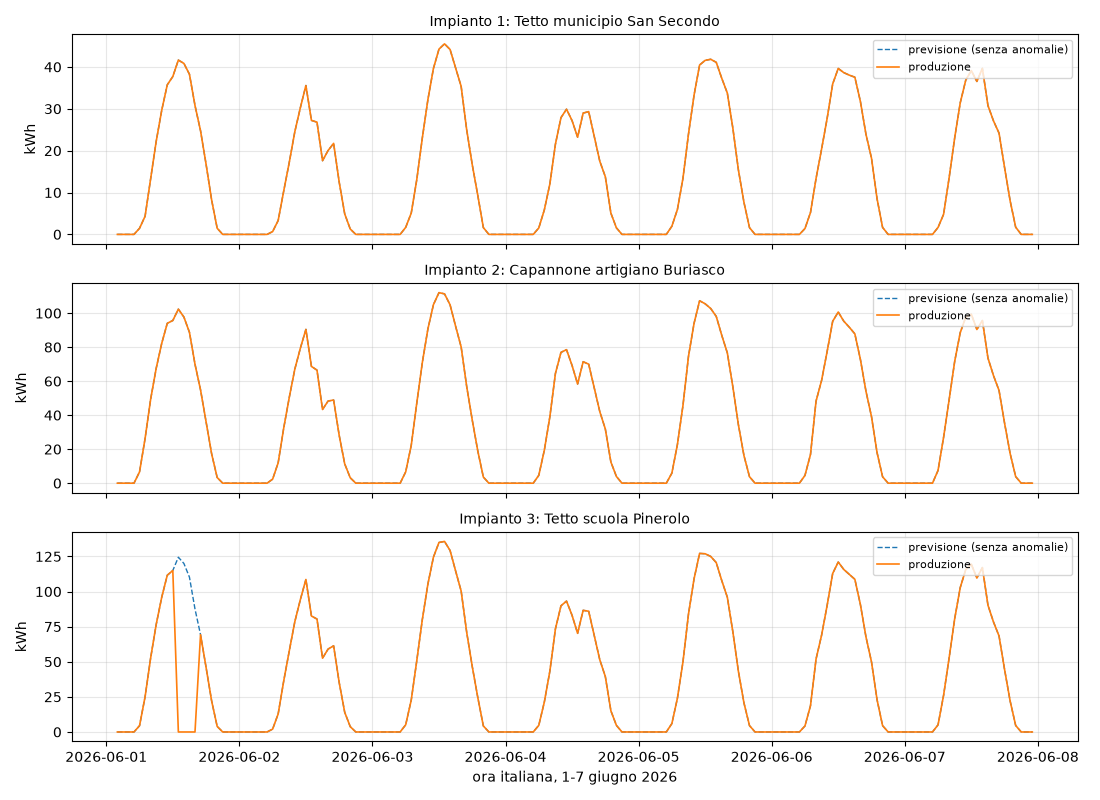 Impianto 1: Tetto municipio San Secondo
previsione (senza anomalie)
produzione
kWh
40
30
20
10
0
Impianto 2: Capannone artigiano Buriasco
previsione (senza anomalie)
produzione
kWh
100
80
60
40
20
0
Impianto 3: Tetto scuola Pinerolo
previsione (senza anomalie)
produzione
kWh
125
100
75
50
25
0
2026-06-01 2026-06-02 2026-06-03 2026-06-04 2026-06-05 2026-06-06 2026-06-07 2026-06-08
ora italiana, 1-7 giugno 2026